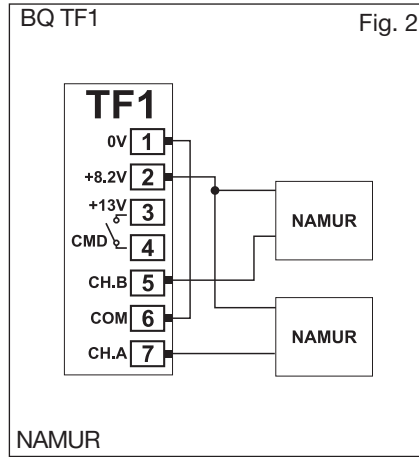 BQ TF1
Fig. 2
TF1
0V 1
+8.2V 2
+13V 3
CMD 4
CH.B 5
COM 6
CH.A 7
NAMUR
NAMUR
NAMUR